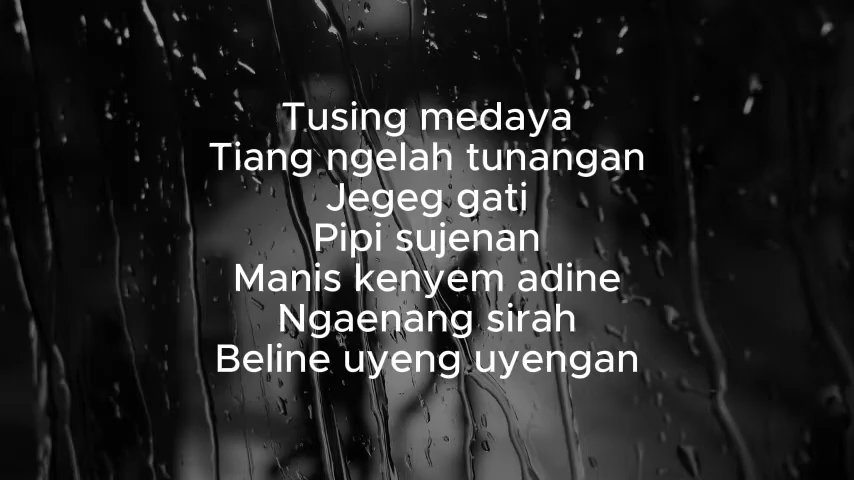 Tusing medaya
Tiang ngelah tunangan
Jegeg gati
Pipi sujenan
Manis kenyem adine
Ngaenang sirah
Beline uyeng uyengan